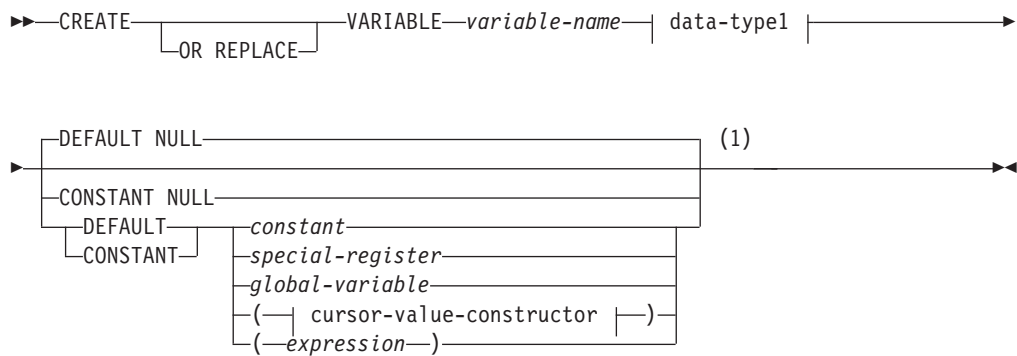 CREATE VARIABLE variable-name data-type1
OR REPLACE
DEFAULT NULL (1)
CONSTANT NULL
DEFAULT constant
CONSTANT special-register
global-variable
( cursor-value-constructor )
( expression )